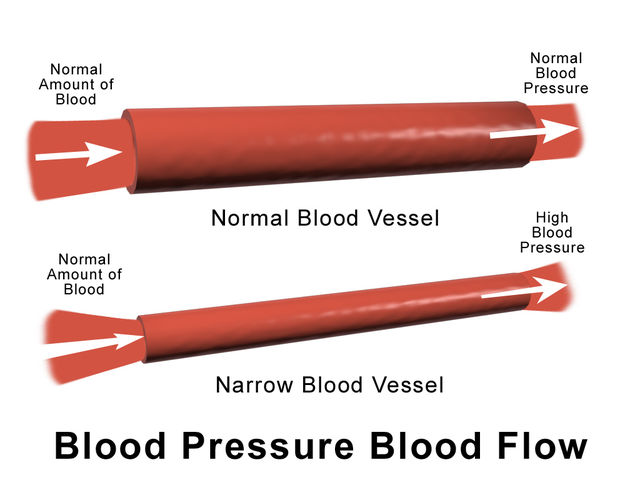 Normal
Amount of
Blood
Normal
Blood
Pressure
Normal Blood Vessel
Normal
Amount of
Blood
High
Blood
Pressure
Narrow Blood Vessel
Blood Pressure Blood Flow